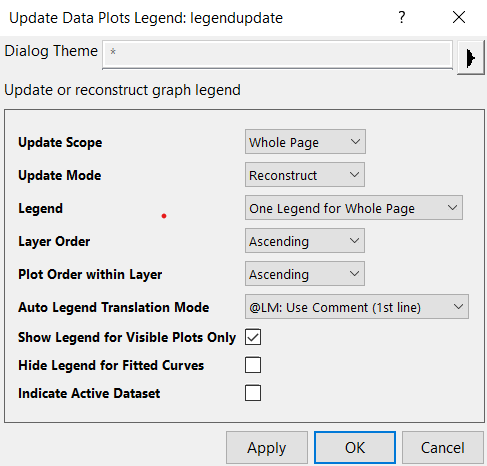 Update Data Plots Legend: legendupdate ? ×
Dialog Theme *
Update or reconstruct graph legend
Update Scope Whole Page
Update Mode Reconstruct
Legend One Legend for Whole Page
Layer Order Ascending
Plot Order within Layer Ascending
Auto Legend Translation Mode @LM: Use Comment (1st line)
Show Legend for Visible Plots Only
Hide Legend for Fitted Curves
Indicate Active Dataset
Apply OK Cancel